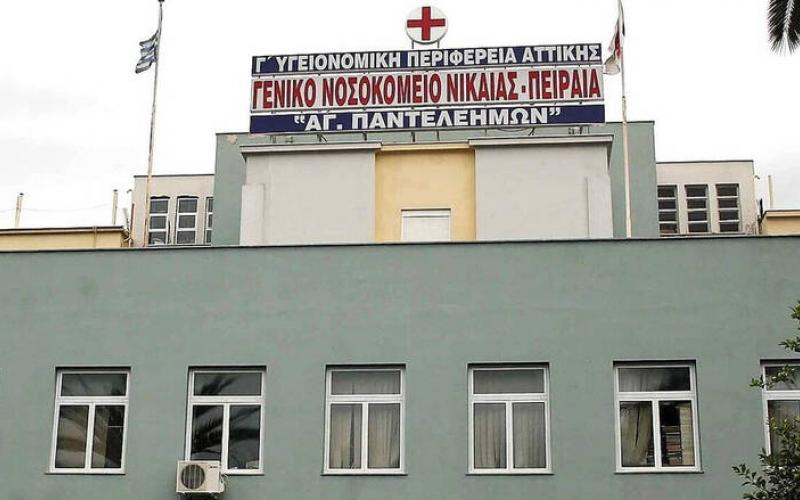 Γ΄ ΥΓΕΙΟΝΟΜΙΚΗ ΠΕΡΙΦΕΡΕΙΑ ΑΤΤΙΚΗΣ
ΓΕΝΙΚΟ ΝΟΣΟΚΟΜΕΙΟ ΝΙΚΑΙΑΣ - ΠΕΙΡΑΙΑ
"ΑΓ. ΠΑΝΤΕΛΕΗΜΩΝ"